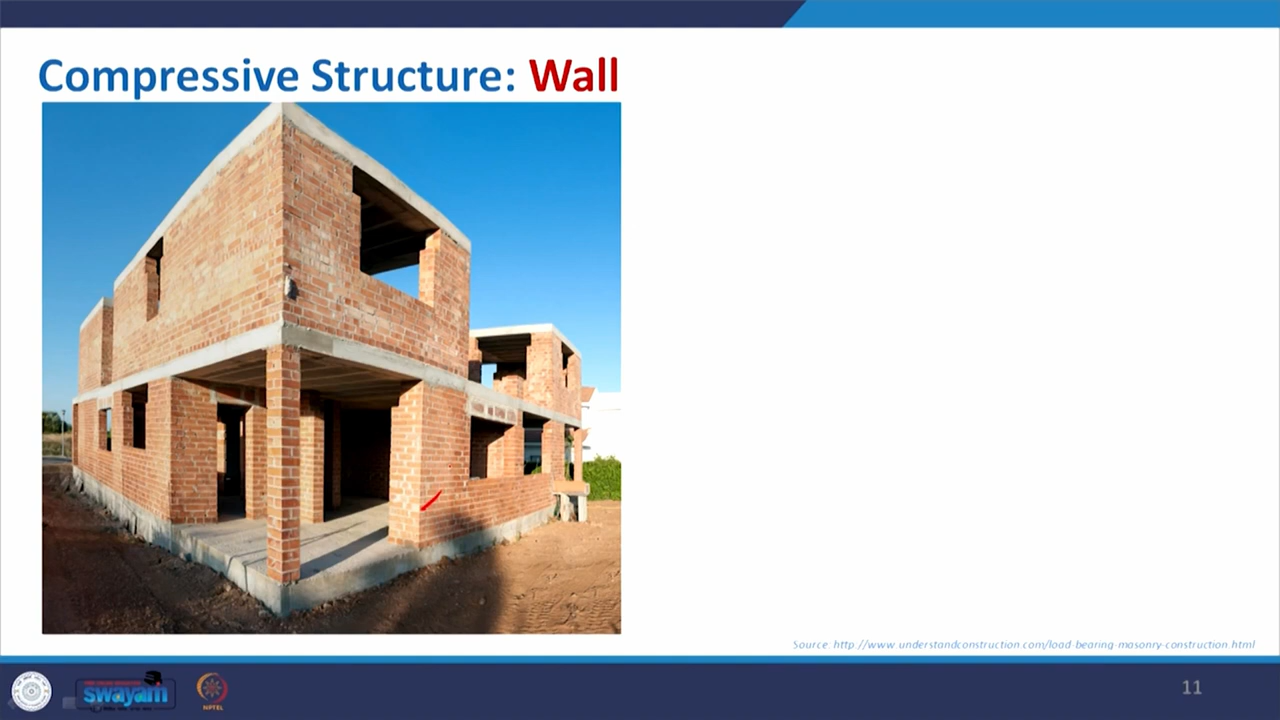 Compressive Structure: Wall
Source: http://www.understandconstruction.com/load-bearing-masonry-construction.html
swayam
NPTEL
11